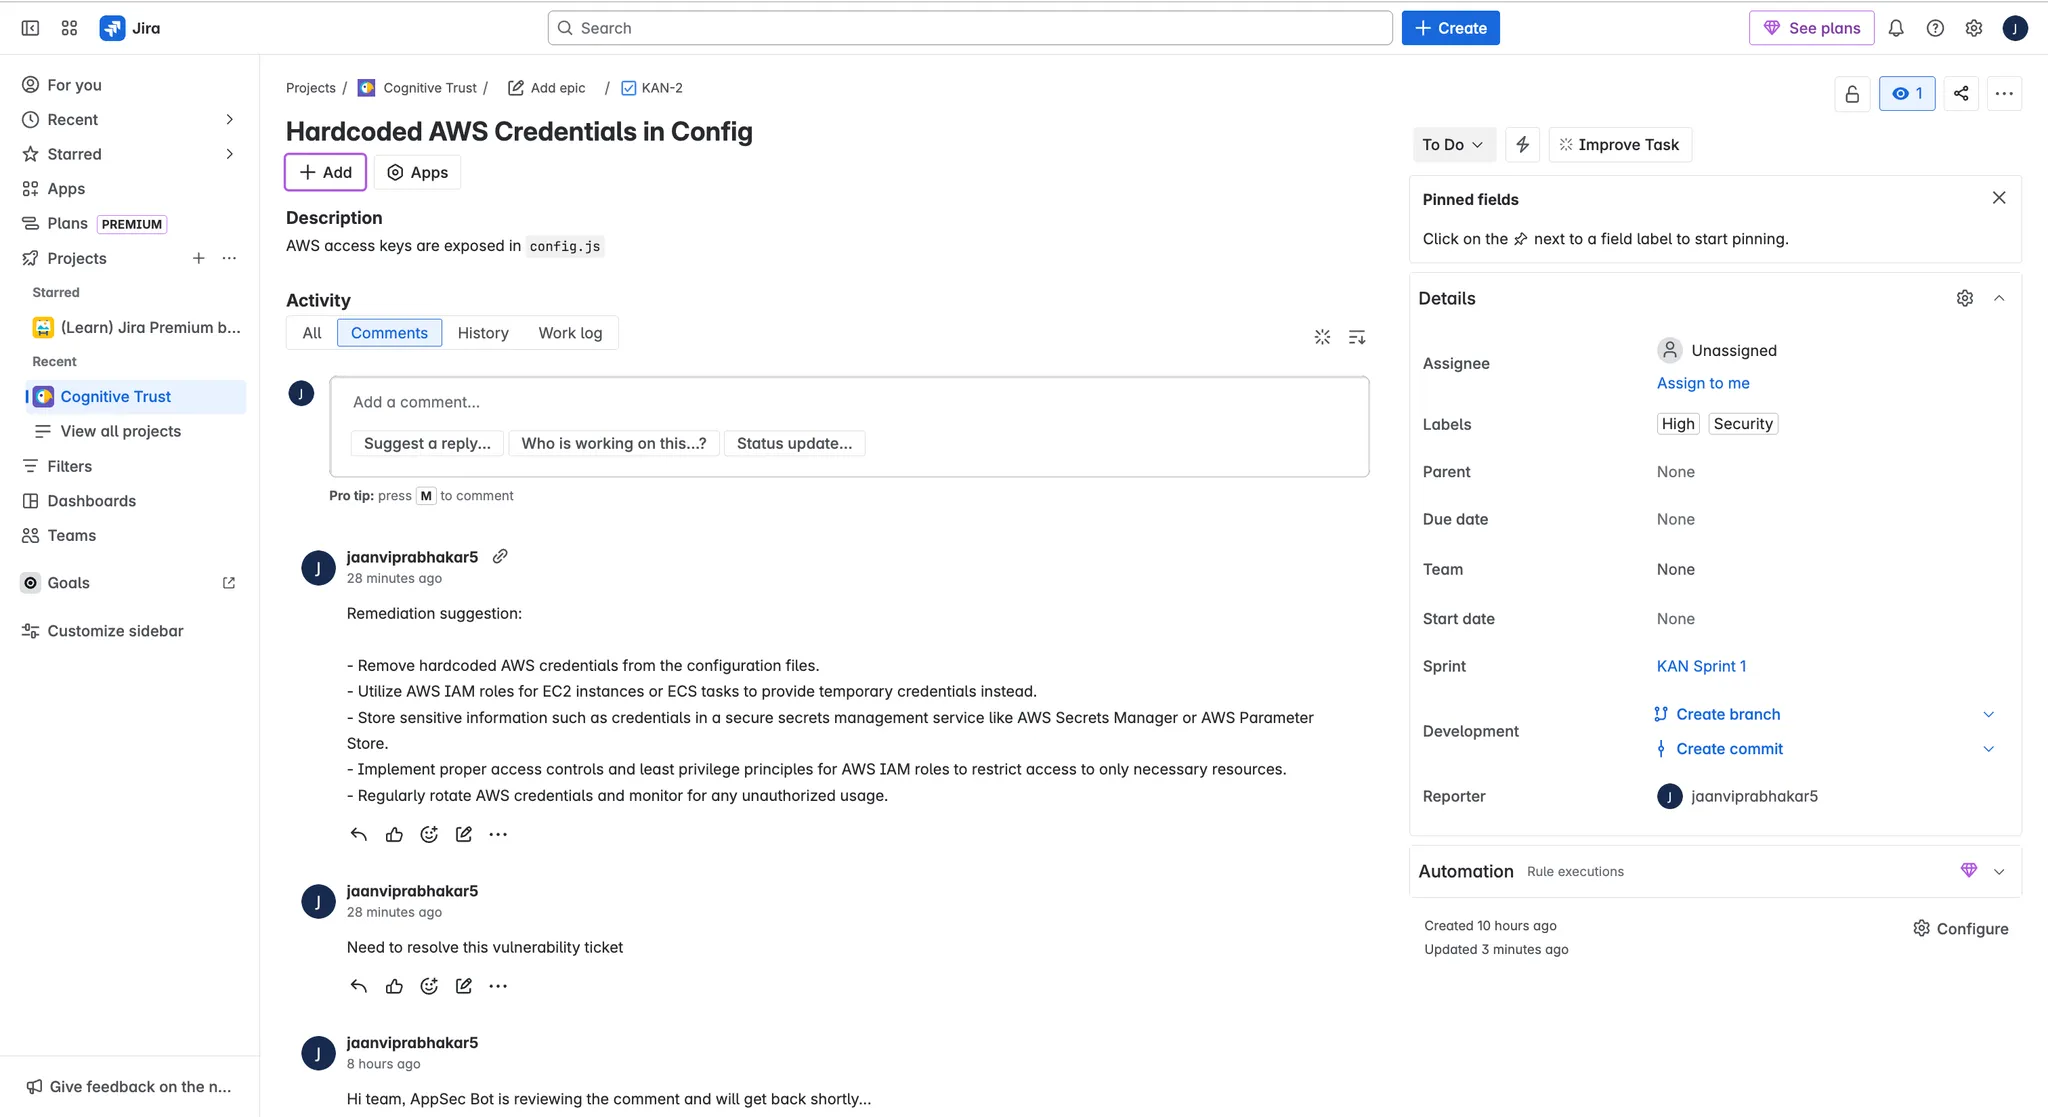 Jira
Search
Create
See plans
J
For you
Recent
Starred
Apps
Plans PREMIUM
Projects
Starred
(Learn) Jira Premium b...
Recent
Cognitive Trust
View all projects
Filters
Dashboards
Teams
Goals
Customize sidebar
Give feedback on the n...
Projects / Cognitive Trust / Add epic / KAN-2
Hardcoded AWS Credentials in Config
Add
Apps
Description
AWS access keys are exposed in config.js
Activity
All Comments History Work log
J
Add a comment...
Suggest a reply... Who is working on this...? Status update...
Pro tip: press M to comment
J
jaanviprabhakar5
28 minutes ago
Remediation suggestion:
- Remove hardcoded AWS credentials from the configuration files.
- Utilize AWS IAM roles for EC2 instances or ECS tasks to provide temporary credentials instead.
- Store sensitive information such as credentials in a secure secrets management service like AWS Secrets Manager or AWS Parameter
Store.
- Implement proper access controls and least privilege principles for AWS IAM roles to restrict access to only necessary resources.
- Regularly rotate AWS credentials and monitor for any unauthorized usage.
J
jaanviprabhakar5
28 minutes ago
Need to resolve this vulnerability ticket
J
jaanviprabhakar5
8 hours ago
Hi team, AppSec Bot is reviewing the comment and will get back shortly...
1
To Do
Improve Task
Pinned fields
Click on the next to a field label to start pinning.
Details
Assignee Unassigned
Assign to me
Labels High Security
Parent None
Due date None
Team None
Start date None
Sprint KAN Sprint 1
Development Create branch
Create commit
Reporter J jaanviprabhakar5
Automation Rule executions
Created 10 hours ago
Updated 3 minutes ago
Configure